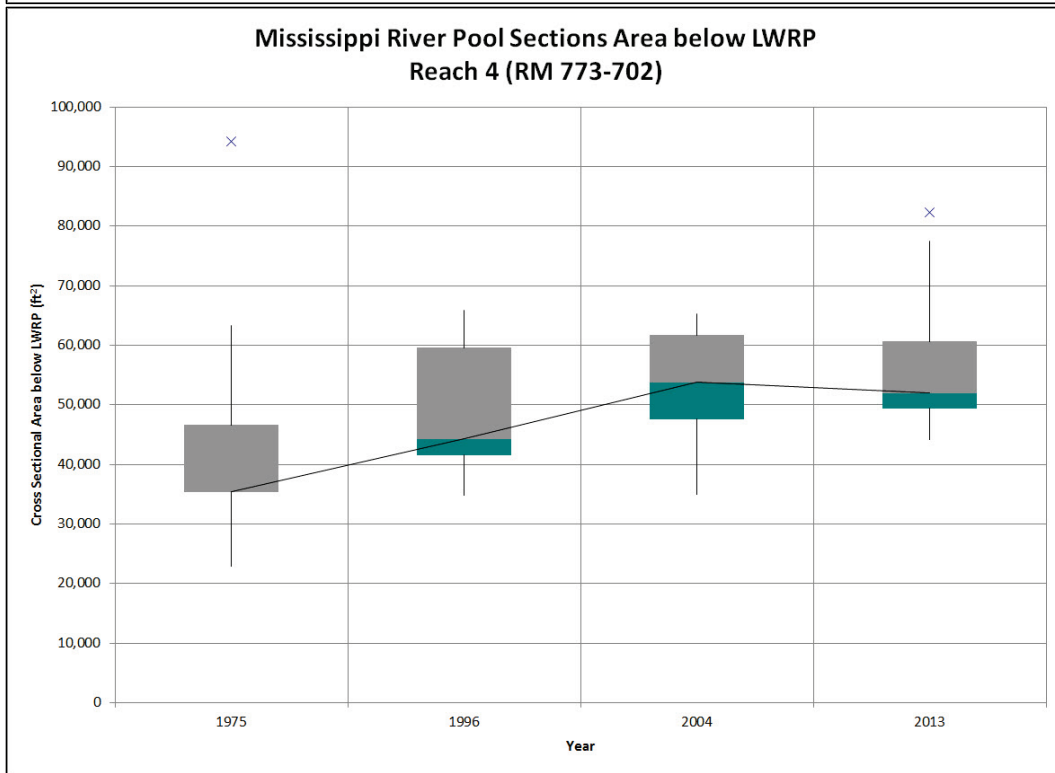 Mississippi River Pool Sections Area below LWRP
Reach 4 (RM 773-702)
100,000
90,000
80,000
70,000
60,000
50,000
40,000
30,000
20,000
10,000
0
Cross Sectional Area below LWRP (ft²)
1975 1996 2004 2013
Year